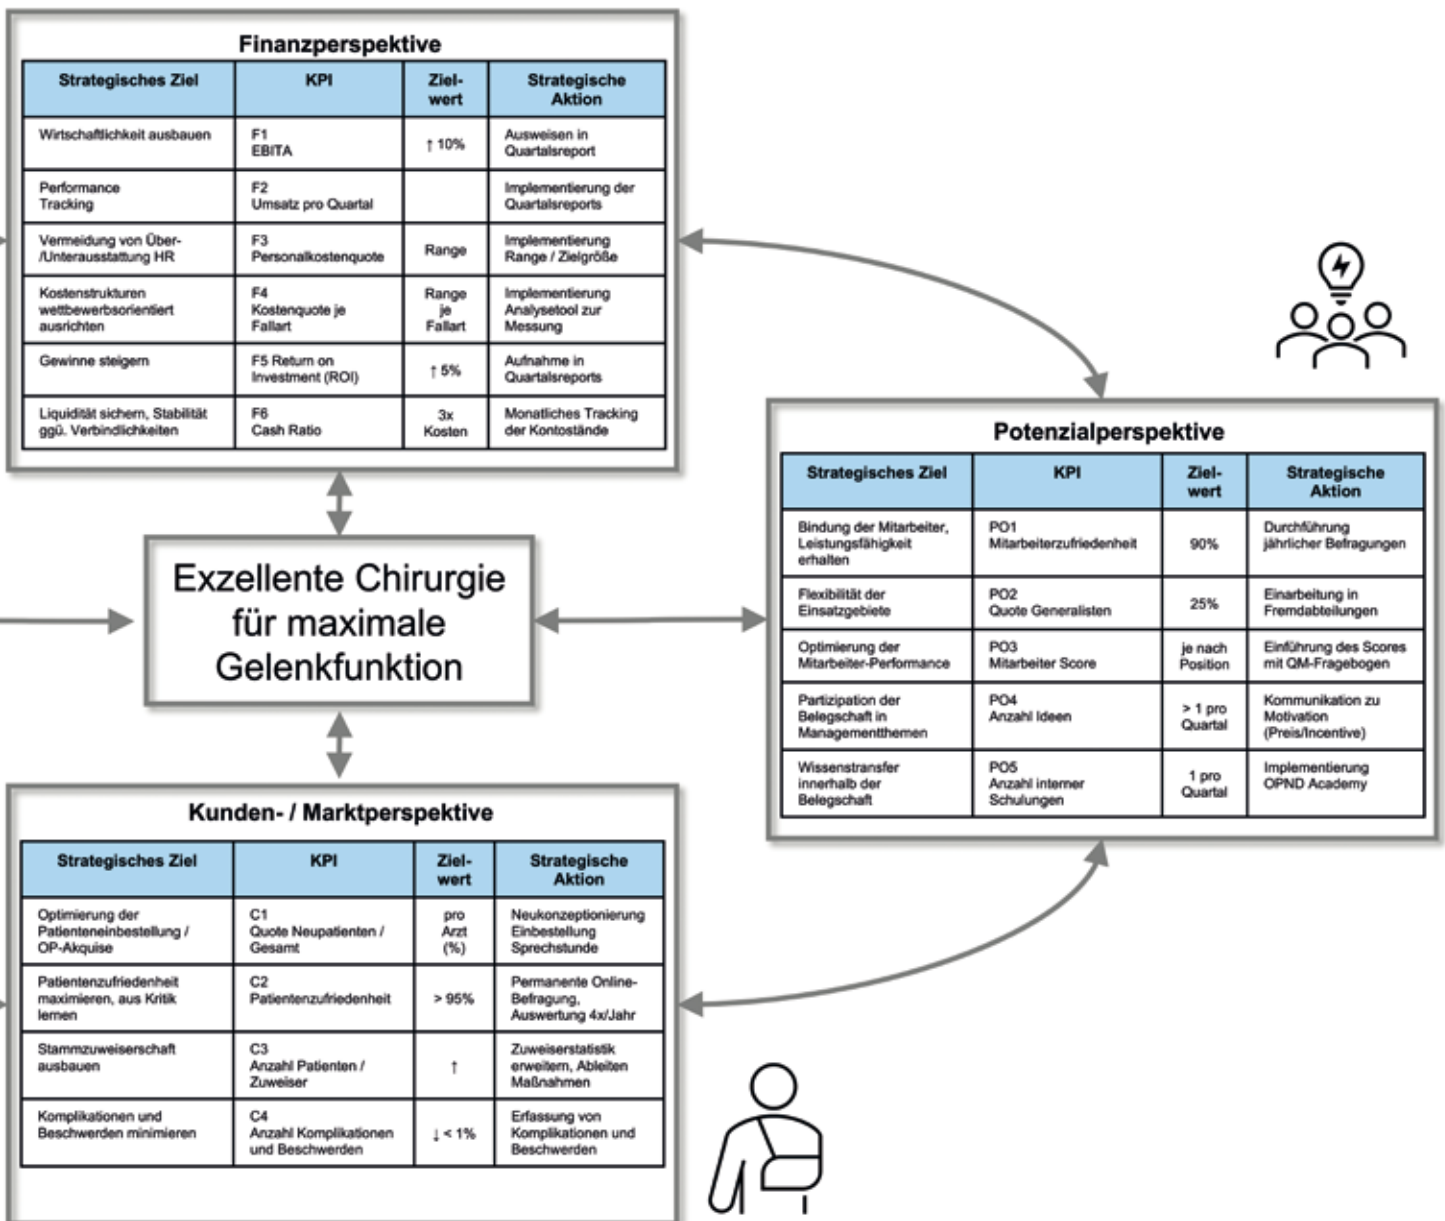 Finanzperspektive
Strategisches Ziel KPI Ziel- Strategische
wert Aktion
Wirtschaftlichkeit ausbauen F1 ↑ 10% Ausweisen in
EBITA Quartalsreport
Performance F2 Implementierung der
Tracking Umsatz pro Quartal Quartalsreports
Vermeidung von Über- F3 Range Implementierung
/Unterausstattung HR Personalkostenquote Range / Zielgröße
Kostenstrukturen F4 Range Implementierung
wettbewerbsorientiert Kostenquote je je Analysetool zur
ausrichten Fallart Fallart Messung
Gewinne steigern F5 Return on ↑ 5% Aufnahme in
Investment (ROI) Quartalsreports
Liquidität sichern, Stabilität F6 3x Monatliches Tracking
ggü. Verbindlichkeiten Cash Ratio Kosten der Kontostände
Exzellente Chirurgie
für maximale
Gelenkfunktion
Potenzialperspektive
Strategisches Ziel KPI Ziel- Strategische
wert Aktion
Bindung der Mitarbeiter, PO1 90% Durchführung
Leistungsfähigkeit Mitarbeiterzufriedenheit jährlicher Befragungen
erhalten
Flexibilität der PO2 25% Einarbeitung in
Einsatzgebiete Quote Generalisten Fremdabteilungen
Optimierung der PO3 je nach Einführung des Scores
Mitarbeiter-Performance Mitarbeiter Score Position mit QM-Fragebogen
Partizipation der PO4 > 1 pro Kommunikation zu
Belegschaft in Anzahl Ideen Quartal Motivation
Managementthemen (Preis/Incentive)
Wissenstransfer PO5 1 pro Implementierung
innerhalb der Anzahl interner Quartal OPND Academy
Belegschaft Schulungen
Kunden- / Marktperspektive
Strategisches Ziel KPI Ziel- Strategische
wert Aktion
Optimierung der C1 pro Neukonzeptionierung
Patienteneinbestellung / Quote Neupatienten / Arzt Einbestellung
OP-Akquise Gesamt (%) Sprechstunde
Patientenzufriedenheit C2 > 95% Permanente Online-
maximieren, aus Kritik Patientenzufriedenheit Befragung,
lernen Auswertung 4x/Jahr
Stammzuweiserschaft C3 ↑ Zuweiserstatistik
ausbauen Anzahl Patienten / erweitern, Ableiten
Zuweiser Maßnahmen
Komplikationen und C4 ↓ < 1% Erfassung von
Beschwerden minimieren Anzahl Komplikationen Komplikationen und
und Beschwerden Beschwerden